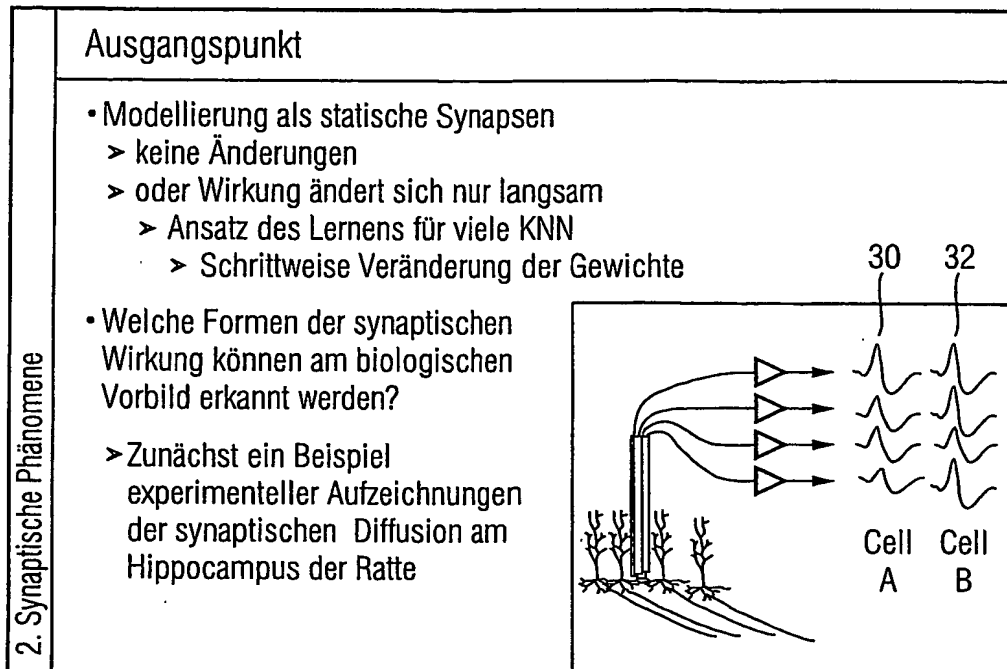 Ausgangspunkt
• Modellierung als statische Synapsen
➤ keine Änderungen
➤ oder Wirkung ändert sich nur langsam
➤ Ansatz des Lernens für viele KNN
➤ Schrittweise Veränderung der Gewichte
• Welche Formen der synaptischen
Wirkung können am biologischen
Vorbild erkannt werden?
➤ Zunächst ein Beispiel
experimenteller Aufzeichnungen
der synaptischen Diffusion am
Hippocampus der Ratte
30 32
Cell Cell
A B
2. Synaptische Phänomene